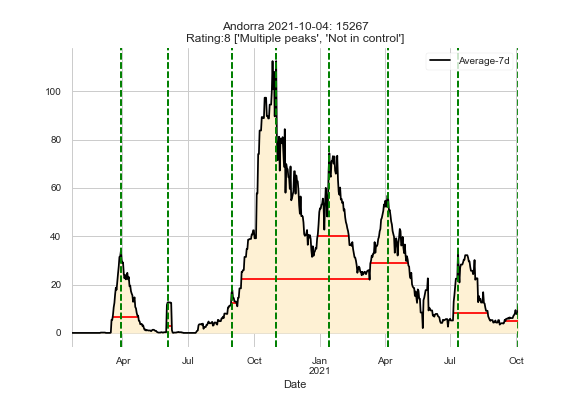 Andorra 2021-10-04: 15267
Rating:8 ['Multiple peaks', 'Not in control']
Average-7d
100
80
60
40
20
0
Apr
Jul
Oct
Jan
2021
Apr
Jul
Oct
Date